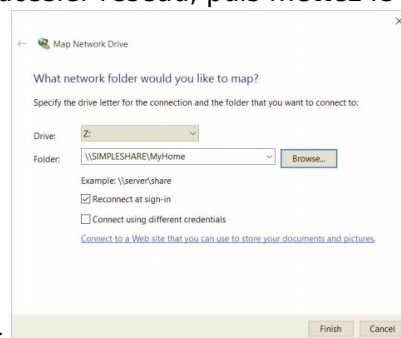 Map Network Drive
What network folder would you like to map?
Specify the drive letter for the connection and the folder that you want to connect to:
Drive: Z:
Folder: \\SIMPLESHARE\MyHome Browse...
Example: \\server\share
Reconnect at sign-in
Connect using different credentials
Connect to a Web site that you can use to store your documents and pictures.
Finish Cancel